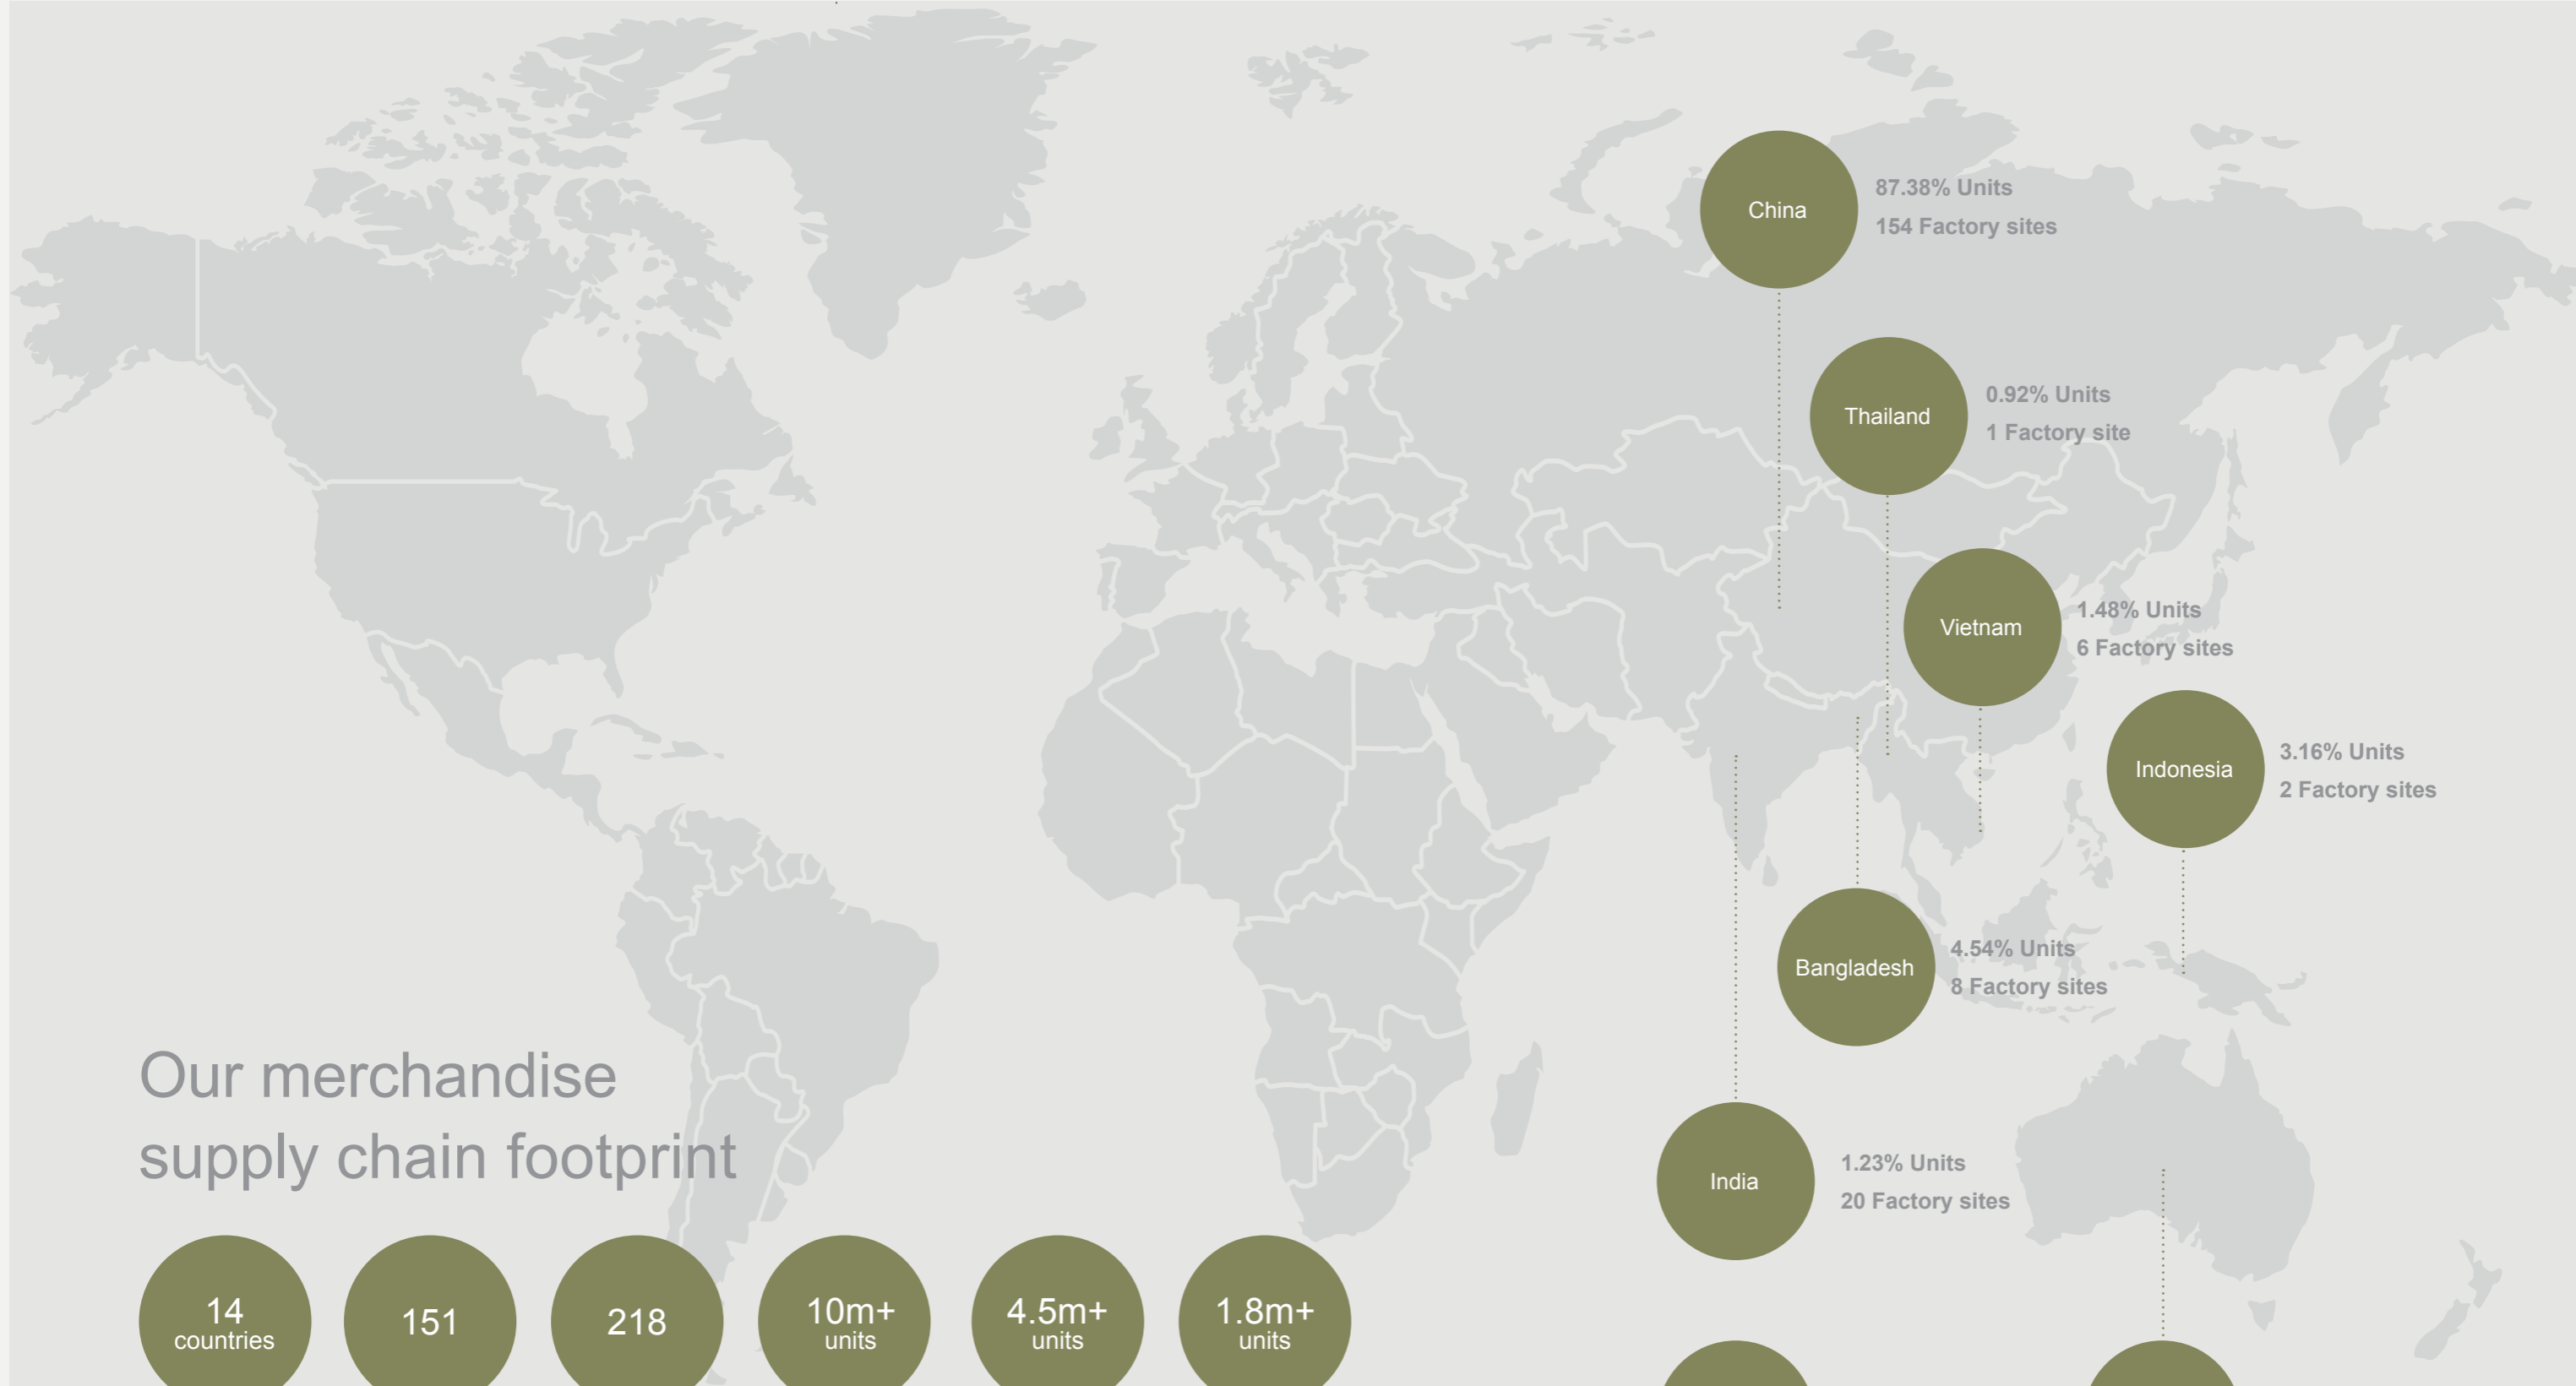 China
87.38% Units
154 Factory sites
Thailand
0.92% Units
1 Factory site
Vietnam
1.48% Units
6 Factory sites
Indonesia
3.16% Units
2 Factory sites
Bangladesh
4.54% Units
8 Factory sites
India
1.23% Units
20 Factory sites
Our merchandise
supply chain footprint
14
countries
151
218
10m+
units
4.5m+
units
1.8m+
units